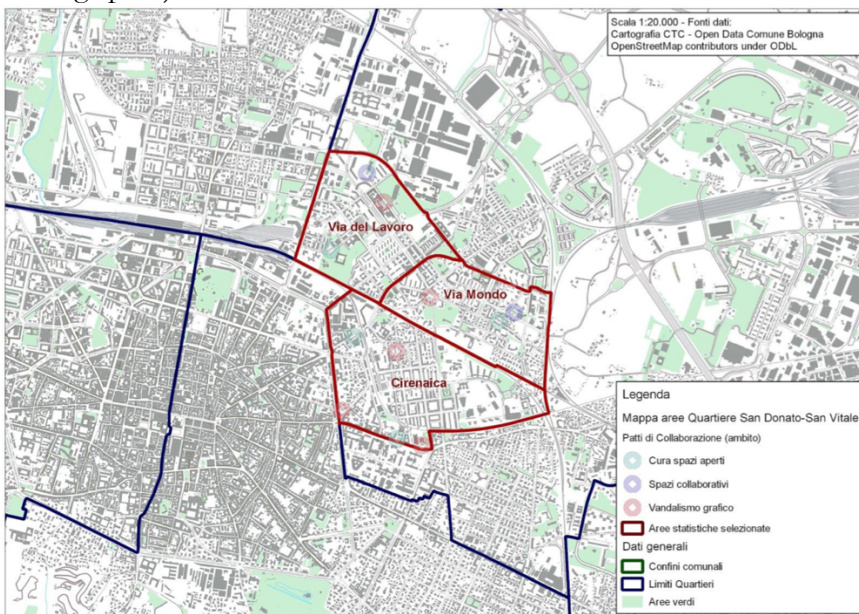 Scala 1:20.000 - Fonti dati:
Cartografia CTC - Open Data Comune Bologna
OpenStreetMap contributors under ODbL
Via del Lavoro
Via Mondo
Cirenaica
Legenda
Mappa aree Quartiere San Donato-San Vitale
Patti di Collaborazione (ambito)
Cura spazi aperti
Spazi collaborativi
Vandalismo grafico
Aree statistiche selezionate
Dati generali
Confini comunali
Limiti Quartieri
Aree verdi